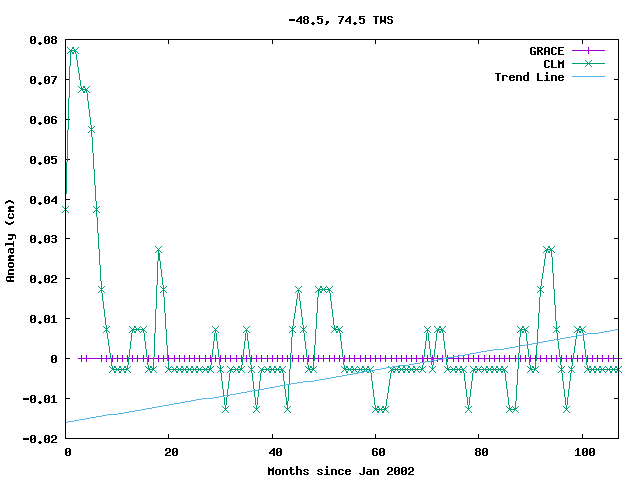 -48.5, 74.5 TWS
GRACE
CLM
Trend Line
0.08
0.07
0.06
0.05
0.04
0.03
0.02
0.01
0
-0.01
-0.02
Anomaly (cm)
0 20 40 60 80 100
Months since Jan 2002